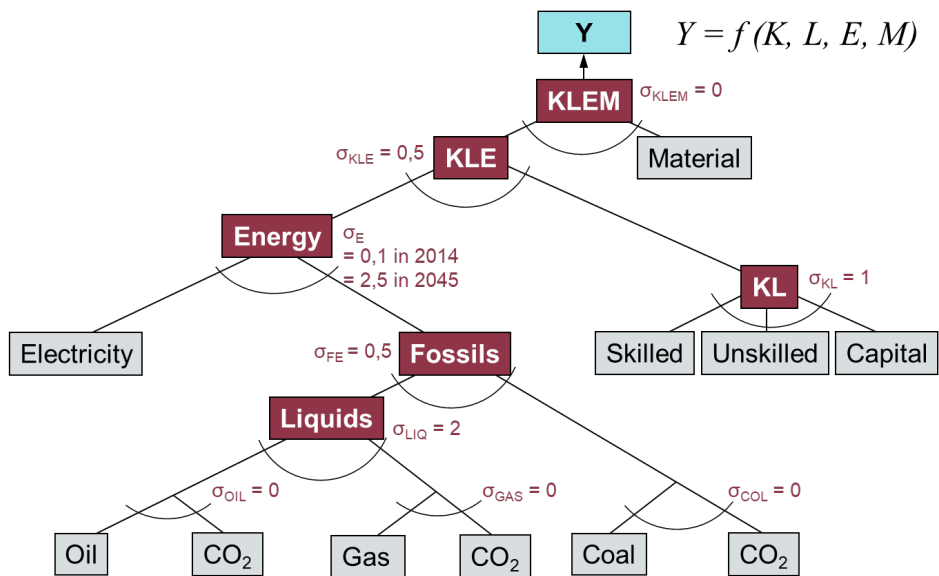 Y
Y = f (K, L, E, M)
KLEM
σKLEM = 0
σKLE = 0,5
KLE
Material
Energy
σE
= 0,1 in 2014
= 2,5 in 2045
KL
σKL = 1
Electricity
σFE = 0,5
Fossils
Skilled
Unskilled
Capital
Liquids
σLIQ = 2
σOIL = 0
σGAS = 0
σCOL = 0
Oil
CO₂
Gas
CO₂
Coal
CO₂